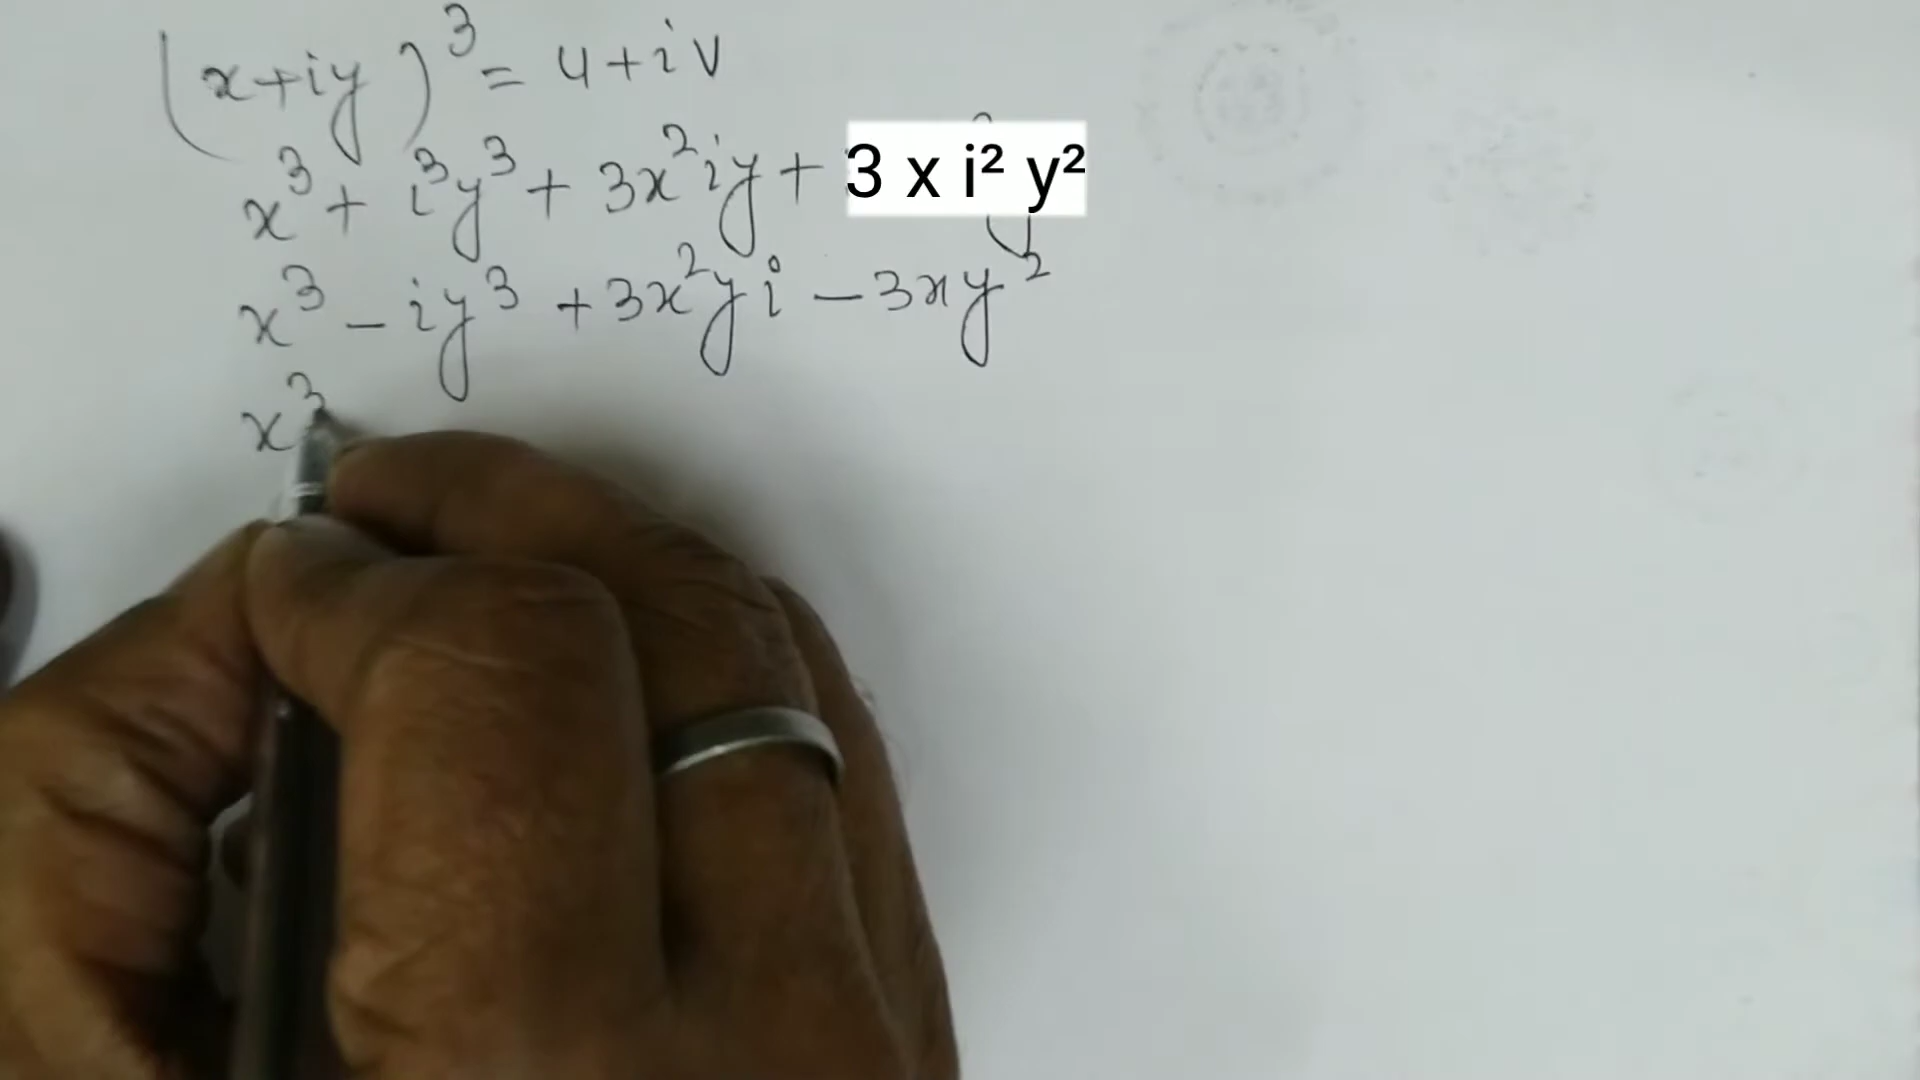 (x+iy)³ = u+iv
x³ + i³y³ + 3x²iy + 3 x i² y²
x³ - iy³ + 3x²yi - 3xy²
x³